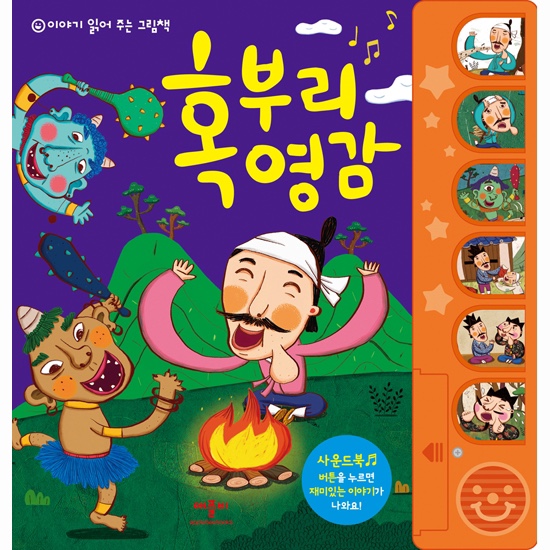 이야기 읽어 주는 그림책
혹부리
영감
사운드북
버튼을 누르면
재미있는 이야기가
나와요!